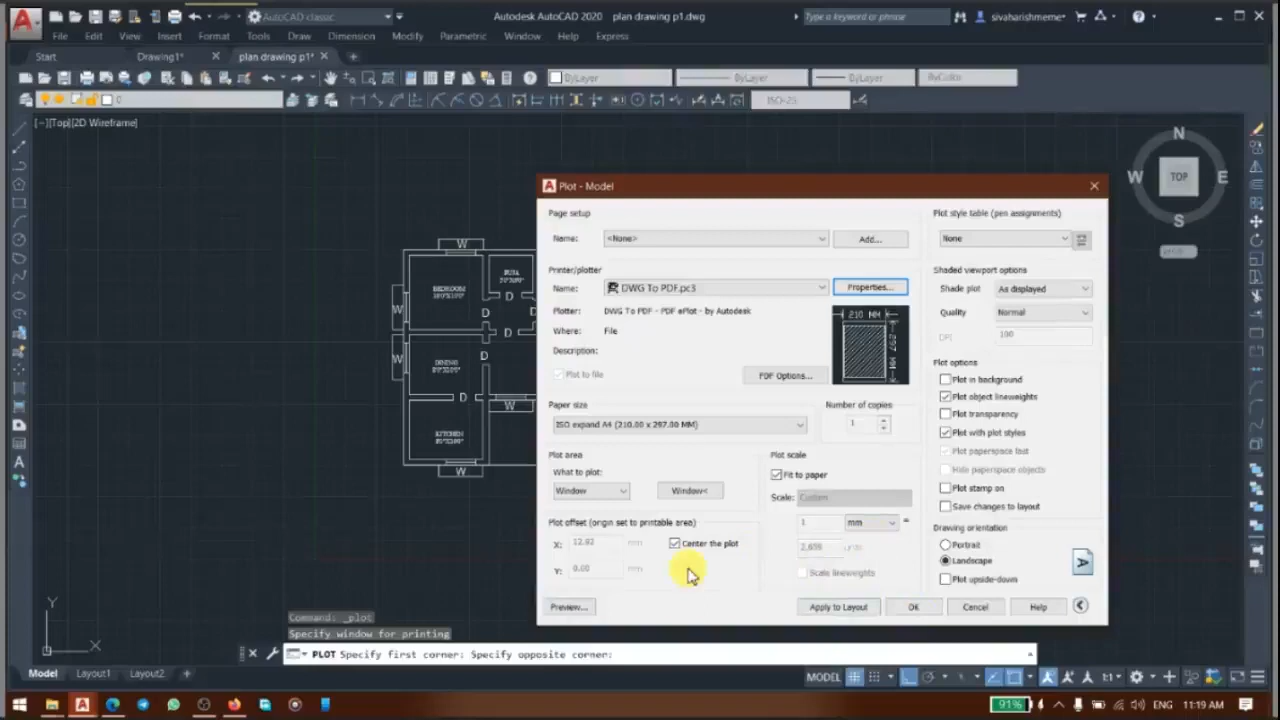 AutoCAD classic
Autodesk AutoCAD 2020 plan drawing p1.dwg
Type a keyword or phrase
sivaharishmeme
File Edit View Insert Format Tools Draw Dimension Modify Parametric Window Help Express
Start
Drawing1*
plan drawing p1*
ByLayer
ByLayer
ByLayer
ByColor
0
ISO-25
[−][Top][2D Wireframe]
N
W
TOP
E
S
W
BEDROOM
D
D
D
W
W
DINING
D
D
W
KITCHEN
W
Plot - Model
Page setup
Name: <None>
Add...
Printer/plotter
Name: DWG To PDF.pc3
Properties...
Plotter: DWG To PDF - PDF ePlot - by Autodesk
Where: File
Description:
Plot to file
PDF Options...
210 MM
297 MM
Paper size
ISO expand A4 (210.00 x 297.00 MM)
Number of copies
1
Plot area
What to plot:
Window
Window<
Plot offset (origin set to printable area)
X: 12.02 mm
Center the plot
Y: 0.00 mm
Plot scale
Fit to paper
Scale: Custom
1 mm =
2.658 units
Scale lineweights
Plot style table (pen assignments)
None
Shaded viewport options
Shade plot As displayed
Quality Normal
DPI 100
Plot options
Plot in background
Plot object lineweights
Plot transparency
Plot with plot styles
Plot paperspace last
Hide paperspace objects
Plot stamp on
Save changes to layout
Drawing orientation
Portrait
Landscape
Plot upside-down
A
Preview...
Apply to Layout
OK
Cancel
Help
Y
X
Command: _plot
Specify window for printing
PLOT Specify first corner: Specify opposite corner:
Model Layout1 Layout2 +
MODEL
1:1
91%
ENG
11:19 AM